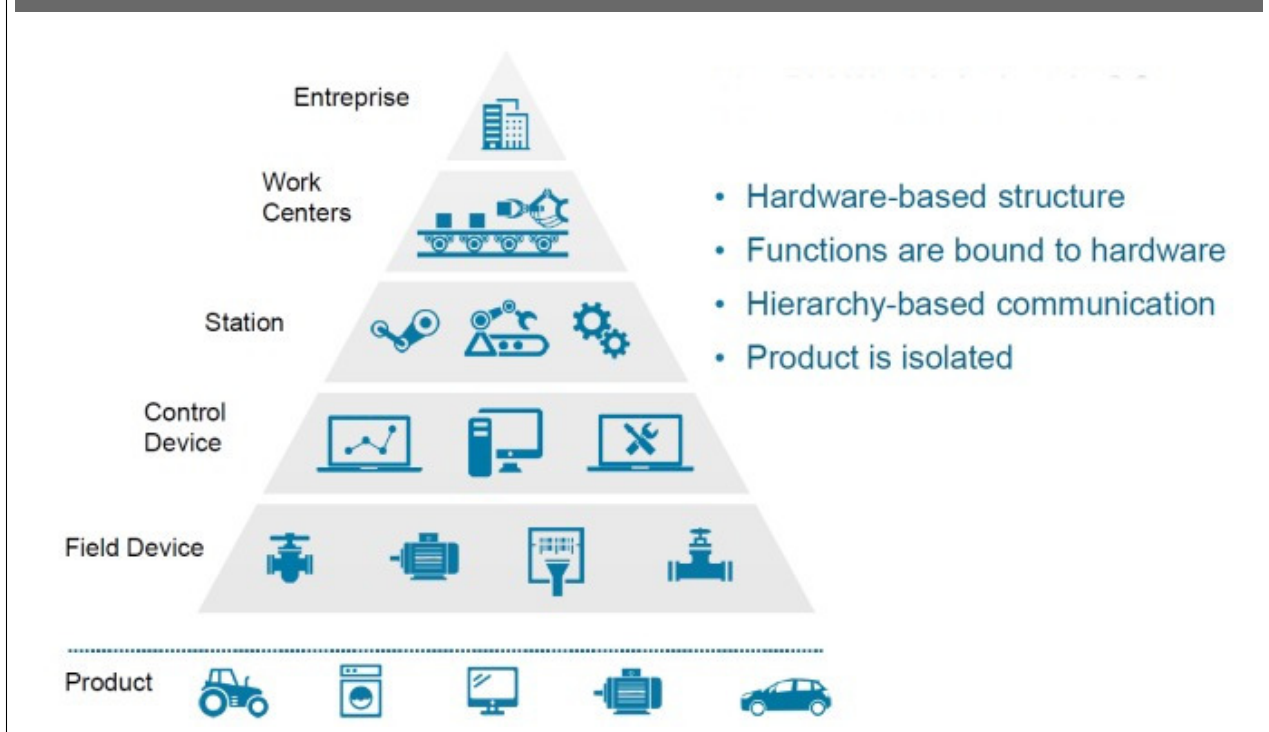 Entreprise
Work
Centers
Station
Control
Device
Field Device
Product
• Hardware-based structure
• Functions are bound to hardware
• Hierarchy-based communication
• Product is isolated